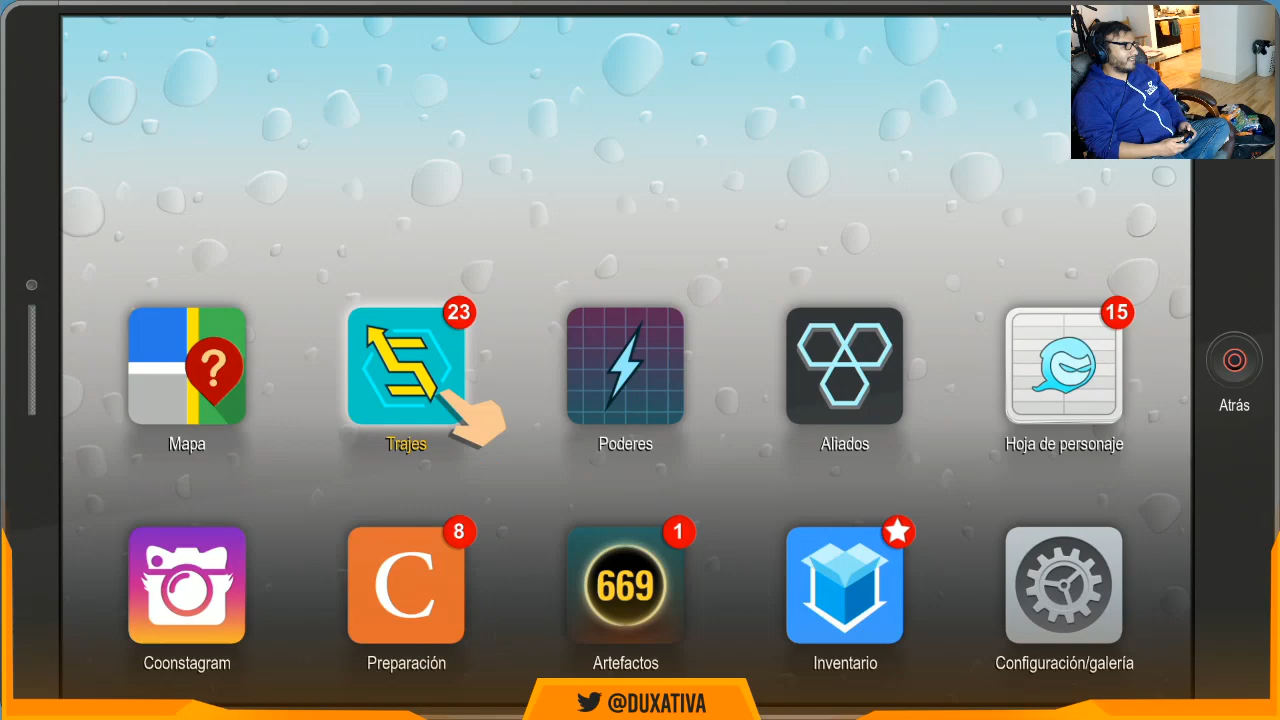 23
15
Mapa
Trajes
Poderes
Aliados
Hoja de personaje
Atrás
8
1
C
669
Coonstagram
Preparación
Artefactos
Inventario
Configuración/galería
@DUXATIVA